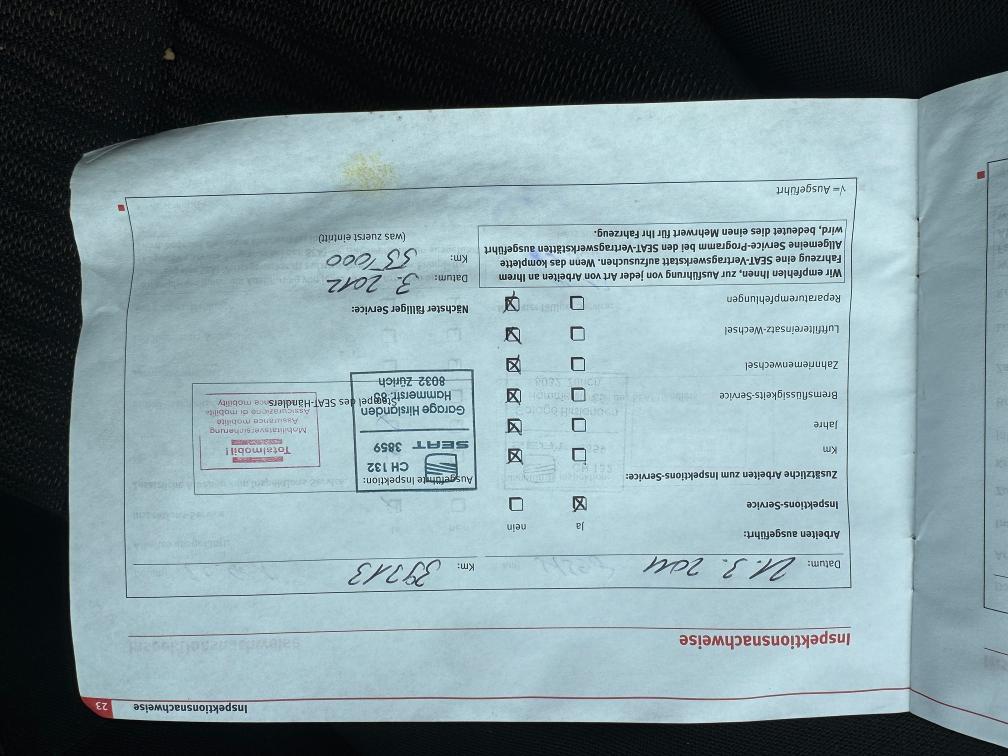 Inspektionsnachweise 23
Inspektionsnachweise
Datum: 21.3.2011 Km: 39213
Arbeiten ausgeführt:
Ja nein
Inspektions-Service
Zusätzliche Arbeiten zum Inspektions-Service:
Km
Jahre
Bremsflüssigkeits-Service
Zahnriemenwechsel
Luftfiltereinsatz-Wechsel
Reparaturempfehlungen
Wir empfehlen Ihnen, zur Ausführung von jeder Art von Arbeiten an Ihrem
Fahrzeug eine SEAT-Vertragswerkstatt aufzusuchen. Wenn das komplette
Allgemeine Service-Programm bei den SEAT-Vertragswerkstätten ausgeführt
wird, bedeutet dies einen Mehrwert für Ihr Fahrzeug.
Ausgeführte Inspektion:
CH 132
SEAT 3859
Garage Hirslanden
Hammerstr. 83
8032 Zürich
Stempel des SEAT-Händlers
Totalmobil!
Mobilitätsversicherung
Assurance mobilité
Assicurazione di mobilità
Assurance mobility
Nächster fälliger Service:
Datum: 3.2012
Km: 55'000
(was zuerst eintritt)
√= Ausgeführt